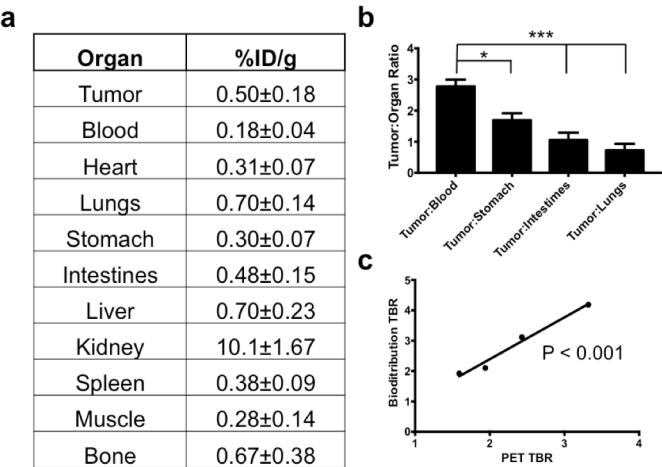 a
Organ %ID/g
Tumor 0.50±0.18
Blood 0.18±0.04
Heart 0.31±0.07
Lungs 0.70±0.14
Stomach 0.30±0.07
Intestines 0.48±0.15
Liver 0.70±0.23
Kidney 10.1±1.67
Spleen 0.38±0.09
Muscle 0.28±0.14
Bone 0.67±0.38
b
***
*
Tumor:Organ Ratio
4
3
2
1
0
Tumor:Blood
Tumor:Stomach
Tumor:Intestimes
Tumor:Lungs
c
Bioditribution TBR
5
4
3
2
1
0
P < 0.001
1 2 3 4
PET TBR